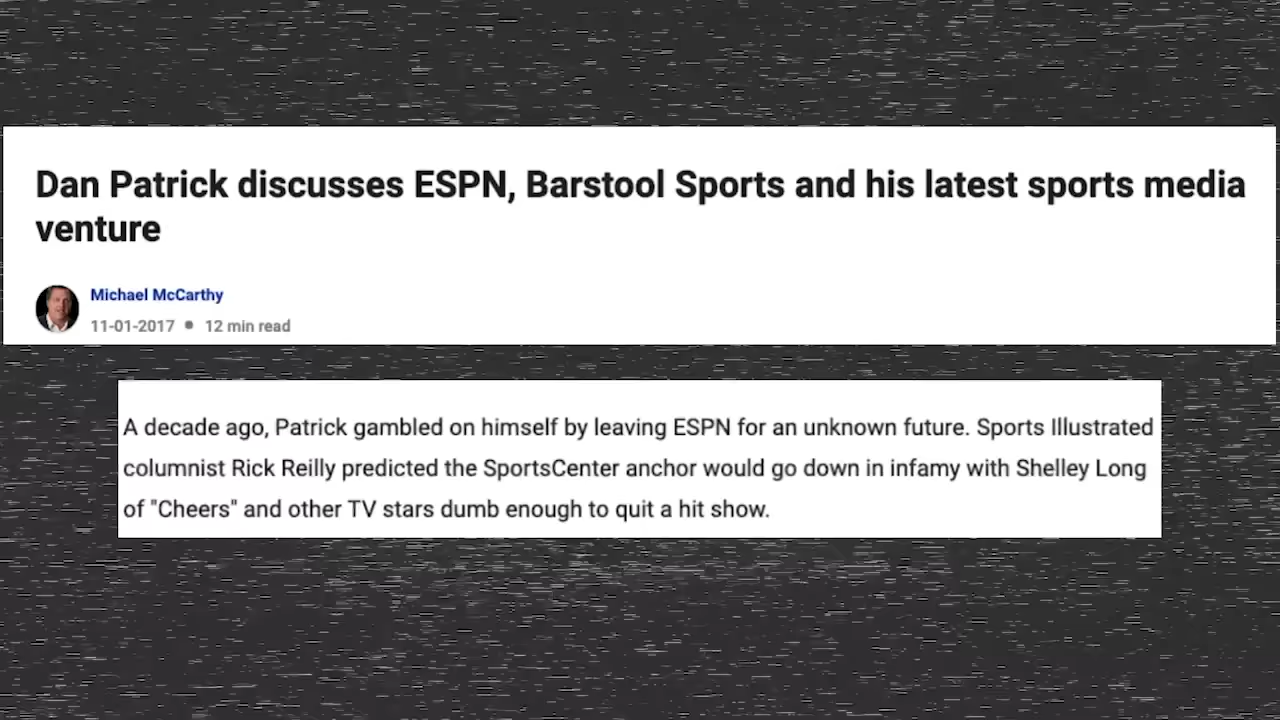 Dan Patrick discusses ESPN, Barstool Sports and his latest sports media
venture
Michael McCarthy
11-01-2017 • 12 min read
A decade ago, Patrick gambled on himself by leaving ESPN for an unknown future. Sports Illustrated
columnist Rick Reilly predicted the SportsCenter anchor would go down in infamy with Shelley Long
of "Cheers" and other TV stars dumb enough to quit a hit show.